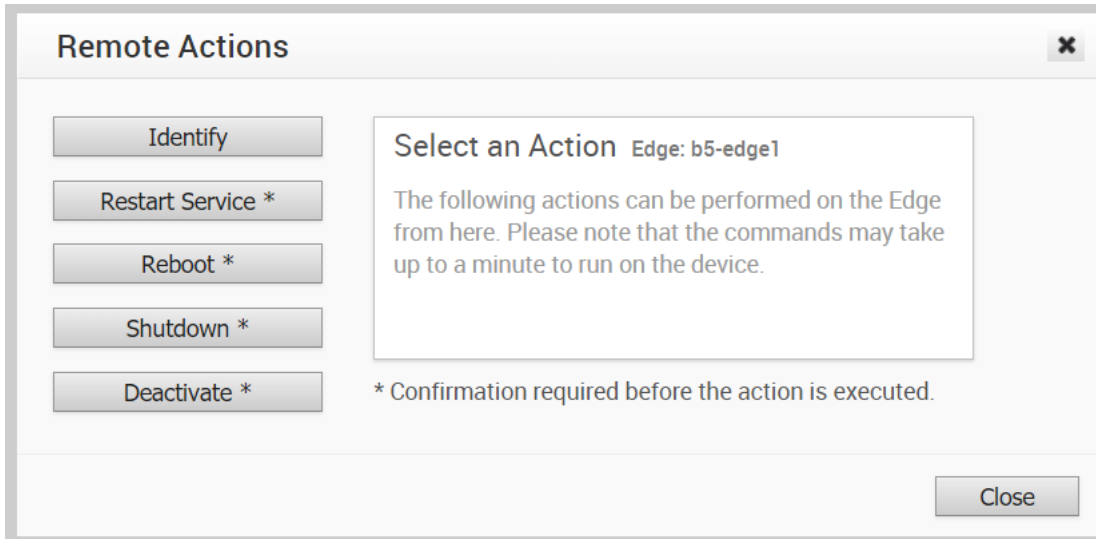 Remote Actions
Identify
Restart Service *
Reboot *
Shutdown *
Deactivate *
Select an Action Edge: b5-edge1
The following actions can be performed on the Edge
from here. Please note that the commands may take
up to a minute to run on the device.
* Confirmation required before the action is executed.
Close